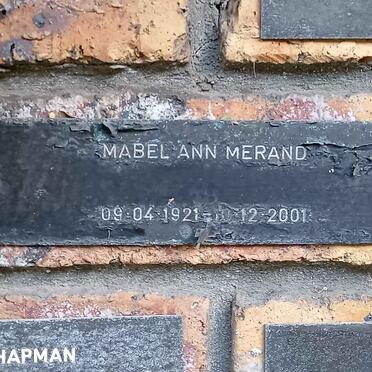 MABEL ANN MERAND
09·04·1921
12·2001
HAPMAN